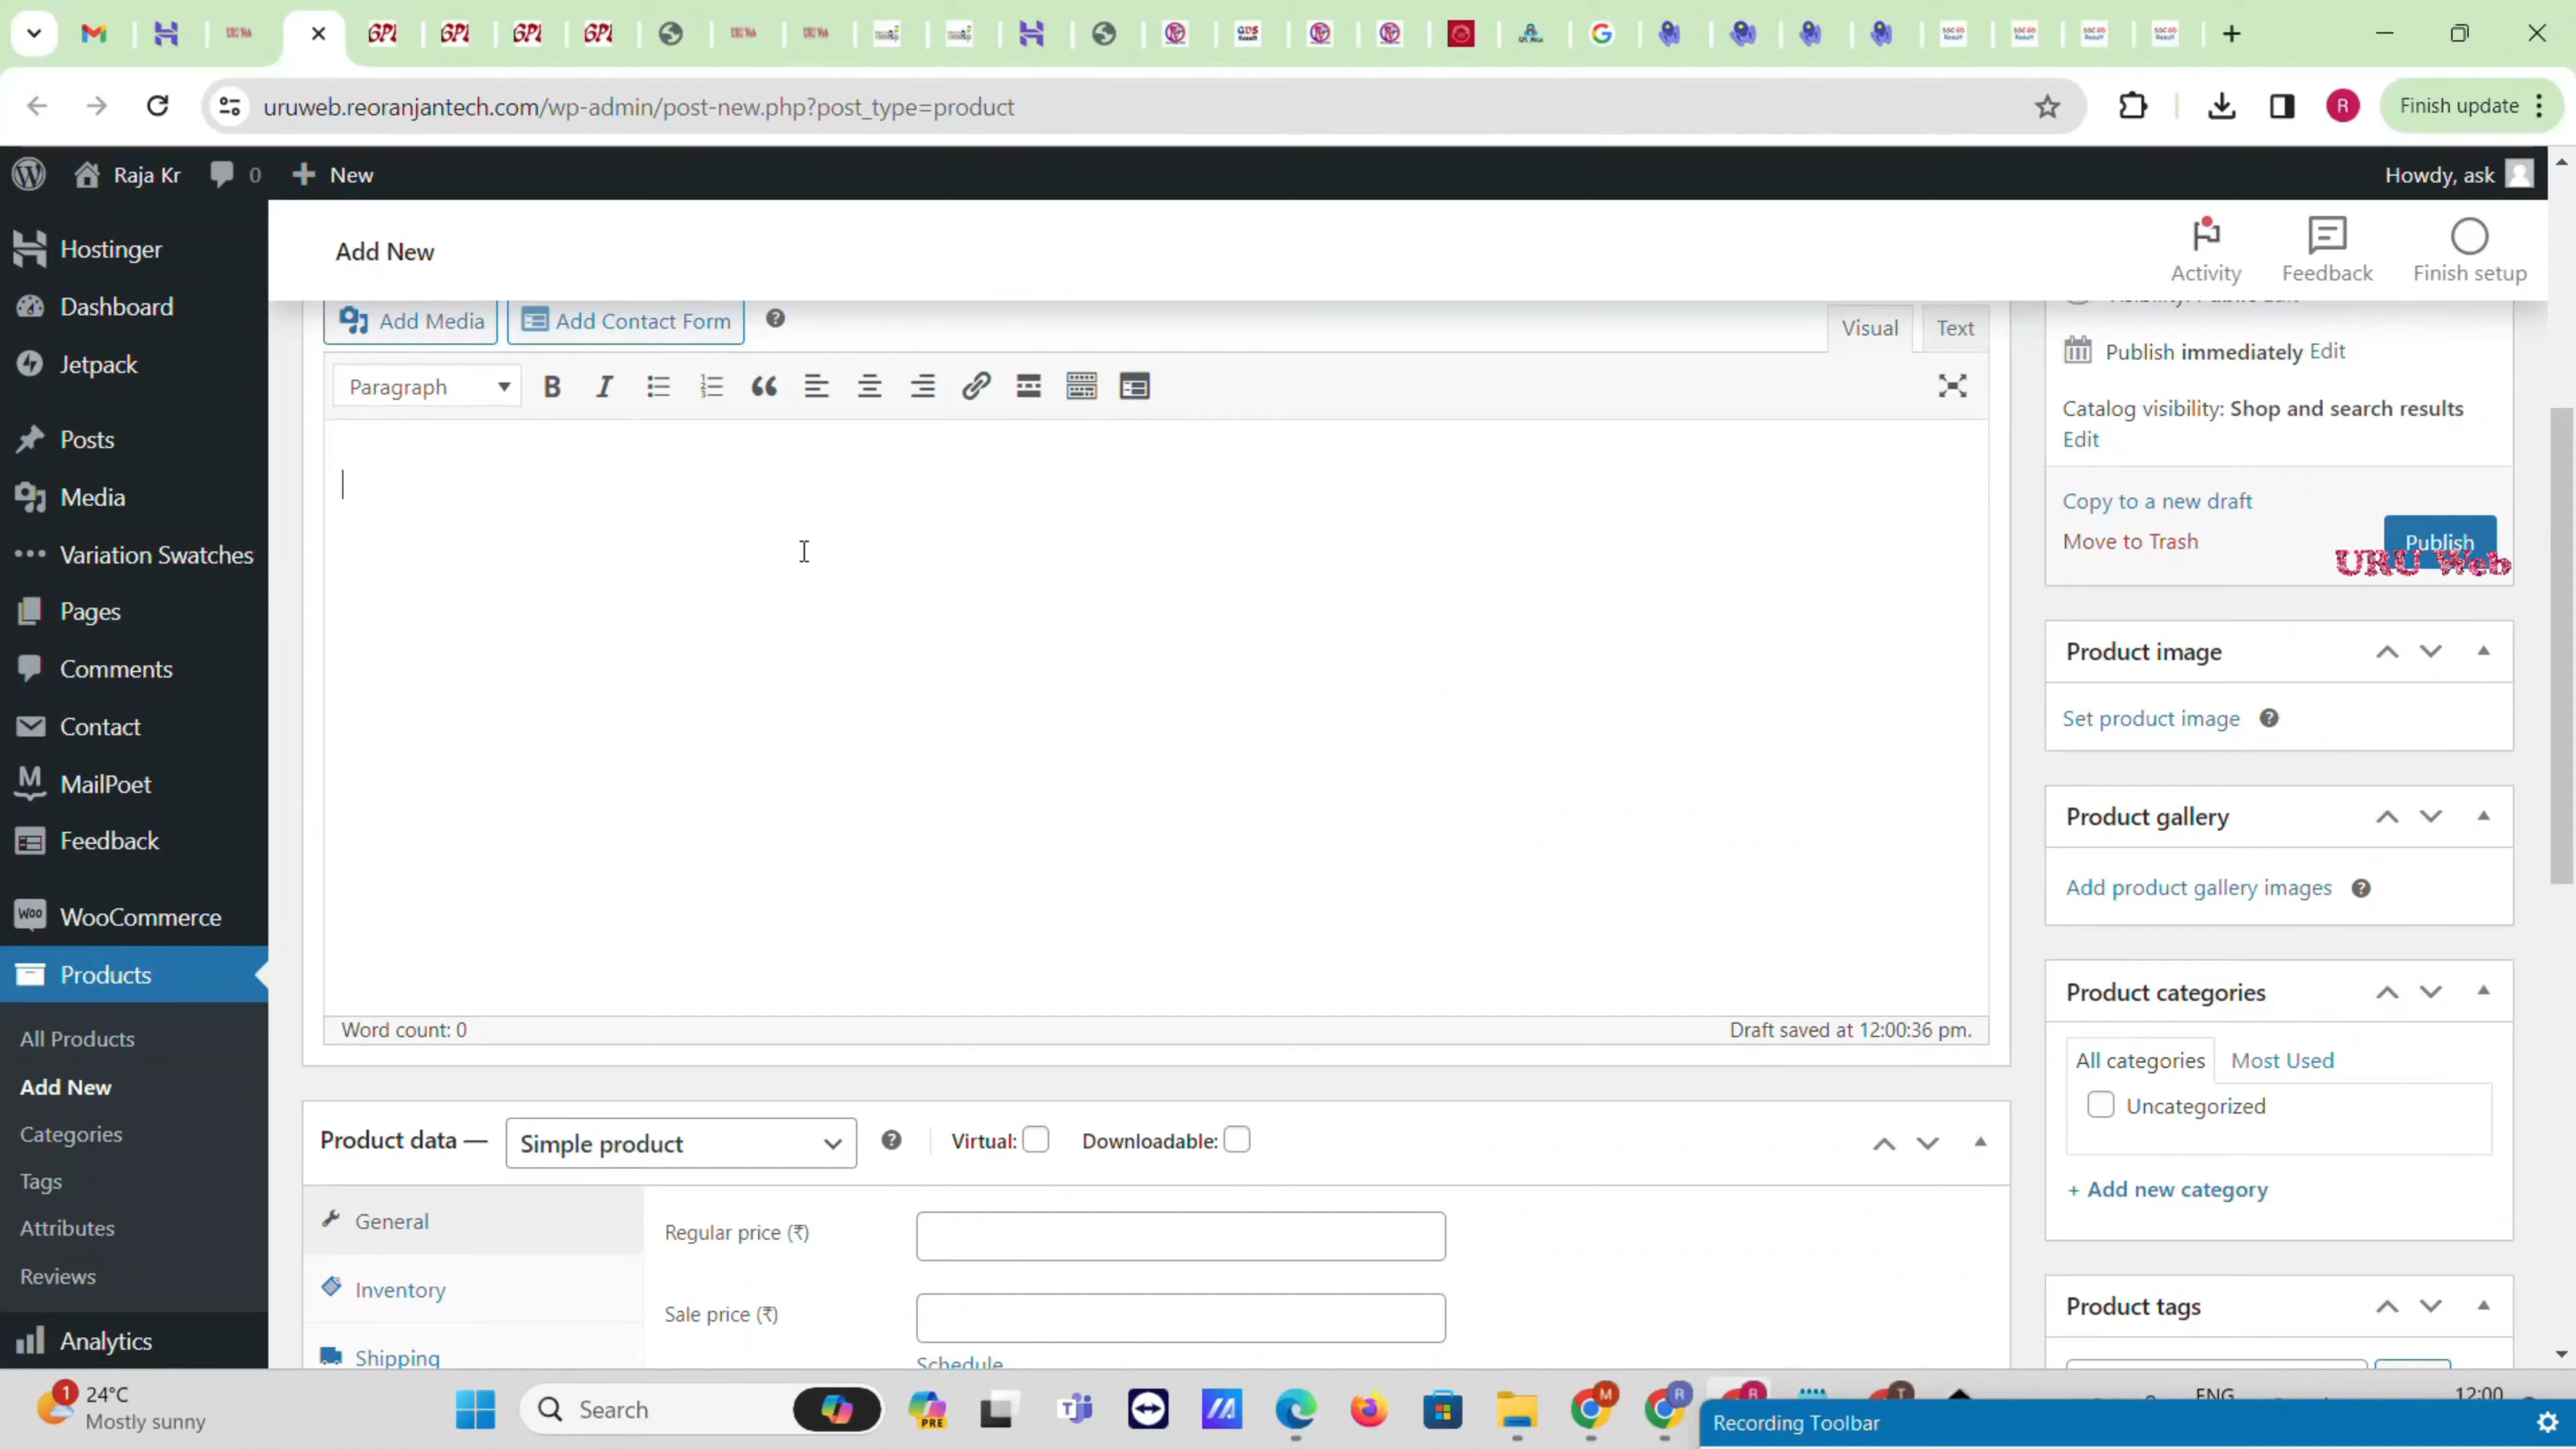 uruweb.reoranjantech.com/wp-admin/post-new.php?post_type=product
Finish update
Raja Kr
0
New
Howdy, ask
Hostinger
Dashboard
Jetpack
Posts
Media
Variation Swatches
Pages
Comments
Contact
MailPoet
Feedback
WooCommerce
Products
All Products
Add New
Categories
Tags
Attributes
Reviews
Analytics
Add New
Activity
Feedback
Finish setup
Add Media
Add Contact Form
Visual
Text
Paragraph
Word count: 0
Draft saved at 12:00:36 pm.
Product data —
Simple product
Virtual:
Downloadable:
General
Inventory
Shipping
Regular price (₹)
Sale price (₹)
Schedule
Publish immediately Edit
Catalog visibility: Shop and search results
Edit
Copy to a new draft
Move to Trash
Publish
URU Web
Product image
Set product image
Product gallery
Add product gallery images
Product categories
All categories
Most Used
Uncategorized
+ Add new category
Product tags
1
24°C
Mostly sunny
Search
PRE
ENG
12:00
Recording Toolbar